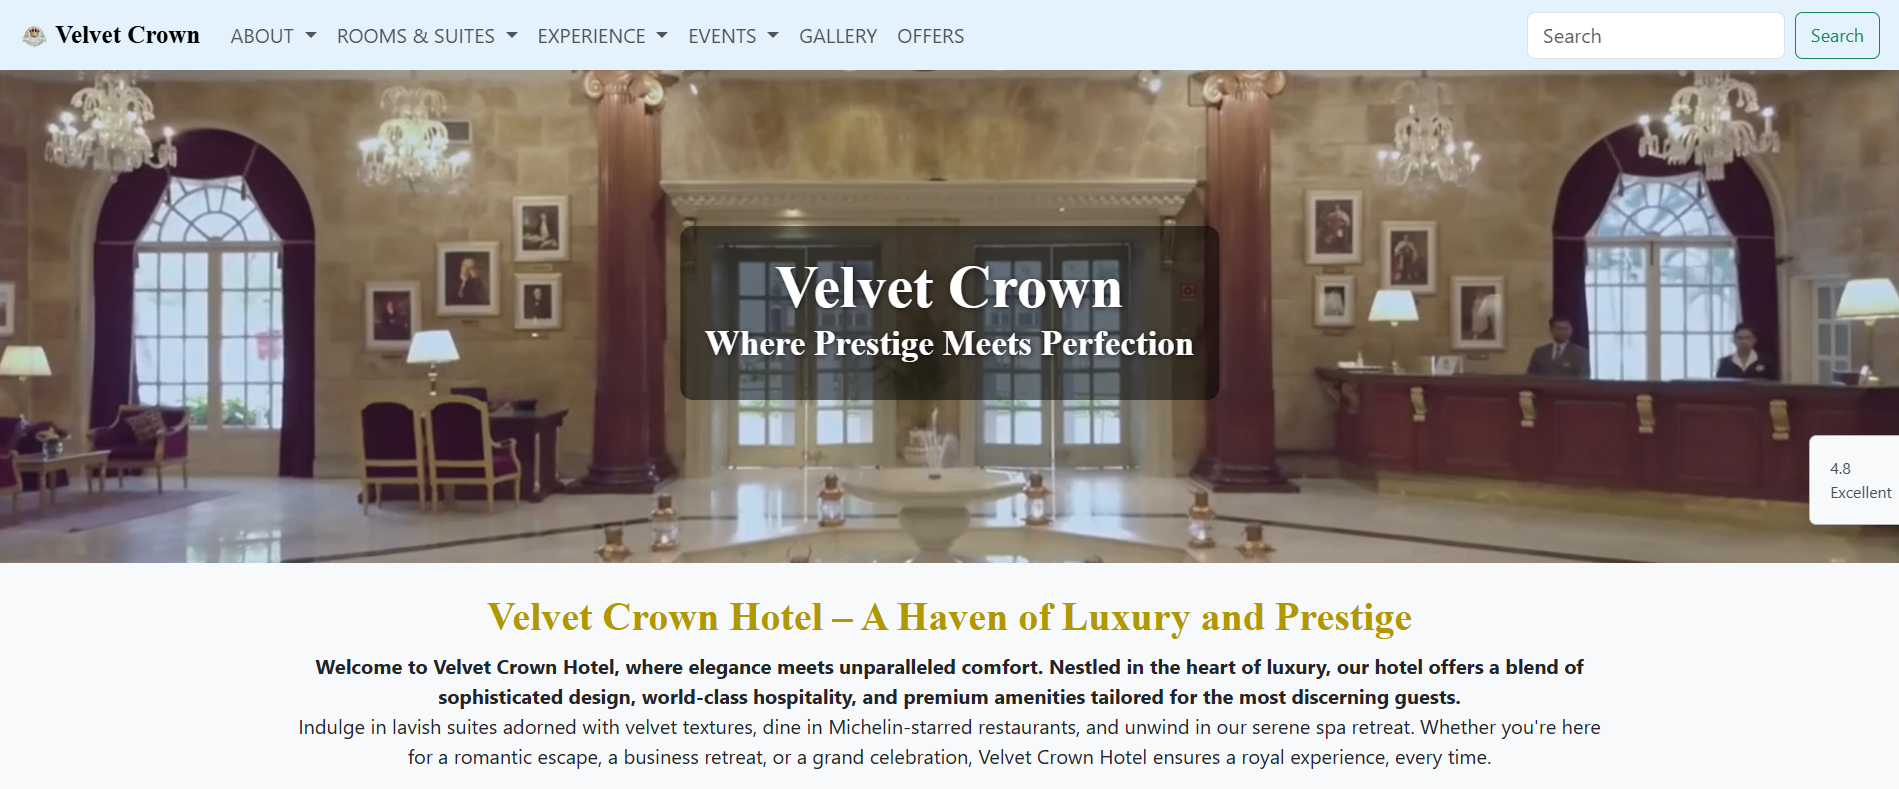 Velvet Crown
ABOUT
ROOMS & SUITES
EXPERIENCE
EVENTS
GALLERY
OFFERS
Search
Search
Velvet Crown
Where Prestige Meets Perfection
4.8
Excellent
Velvet Crown Hotel – A Haven of Luxury and Prestige
Welcome to Velvet Crown Hotel, where elegance meets unparalleled comfort. Nestled in the heart of luxury, our hotel offers a blend of
sophisticated design, world-class hospitality, and premium amenities tailored for the most discerning guests.
Indulge in lavish suites adorned with velvet textures, dine in Michelin-starred restaurants, and unwind in our serene spa retreat. Whether you're here
for a romantic escape, a business retreat, or a grand celebration, Velvet Crown Hotel ensures a royal experience, every time.